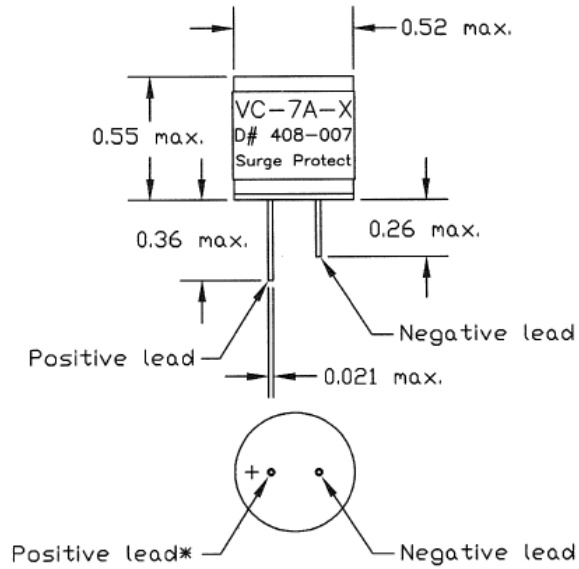 0.52 max.
VC-7A-X
D# 408-007
Surge Protect
0.55 max.
0.36 max.
0.26 max.
Negative lead
Positive lead
0.021 max.
+
Positive lead*
Negative lead